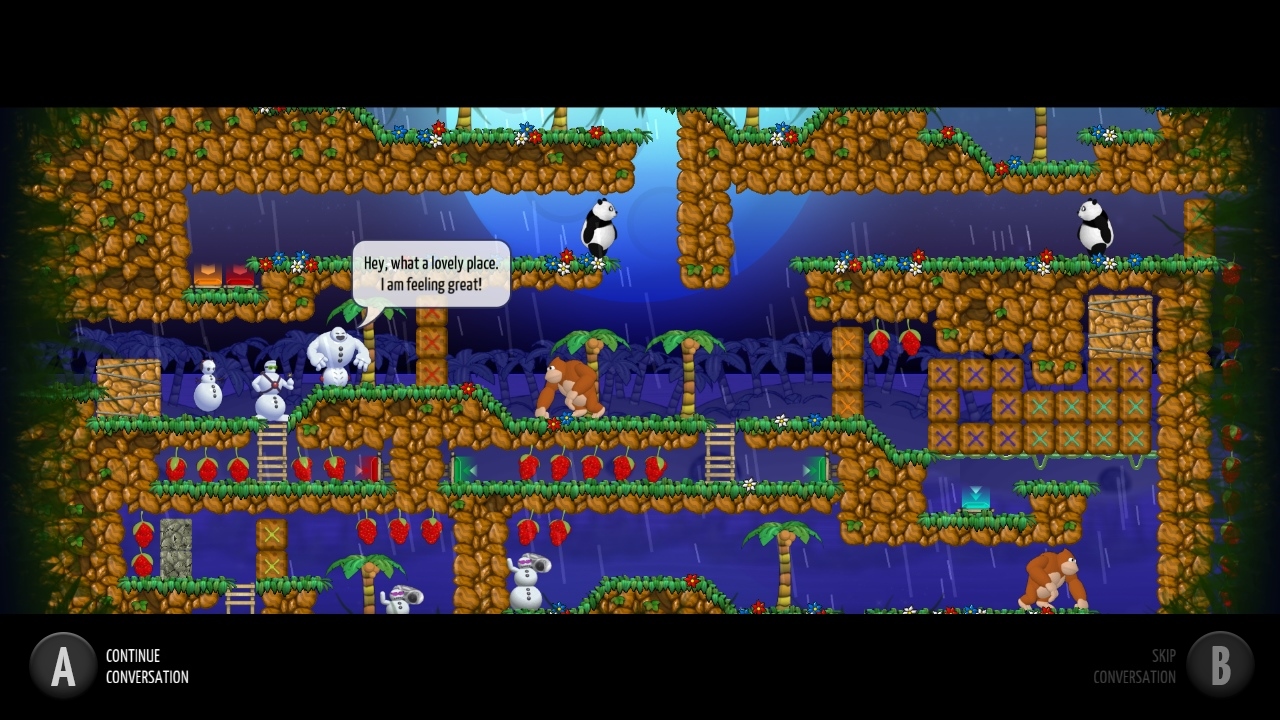 Hey, what a lovely place.
I am feeling great!
A
CONTINUE
CONVERSATION
SKIP
CONVERSATION
B